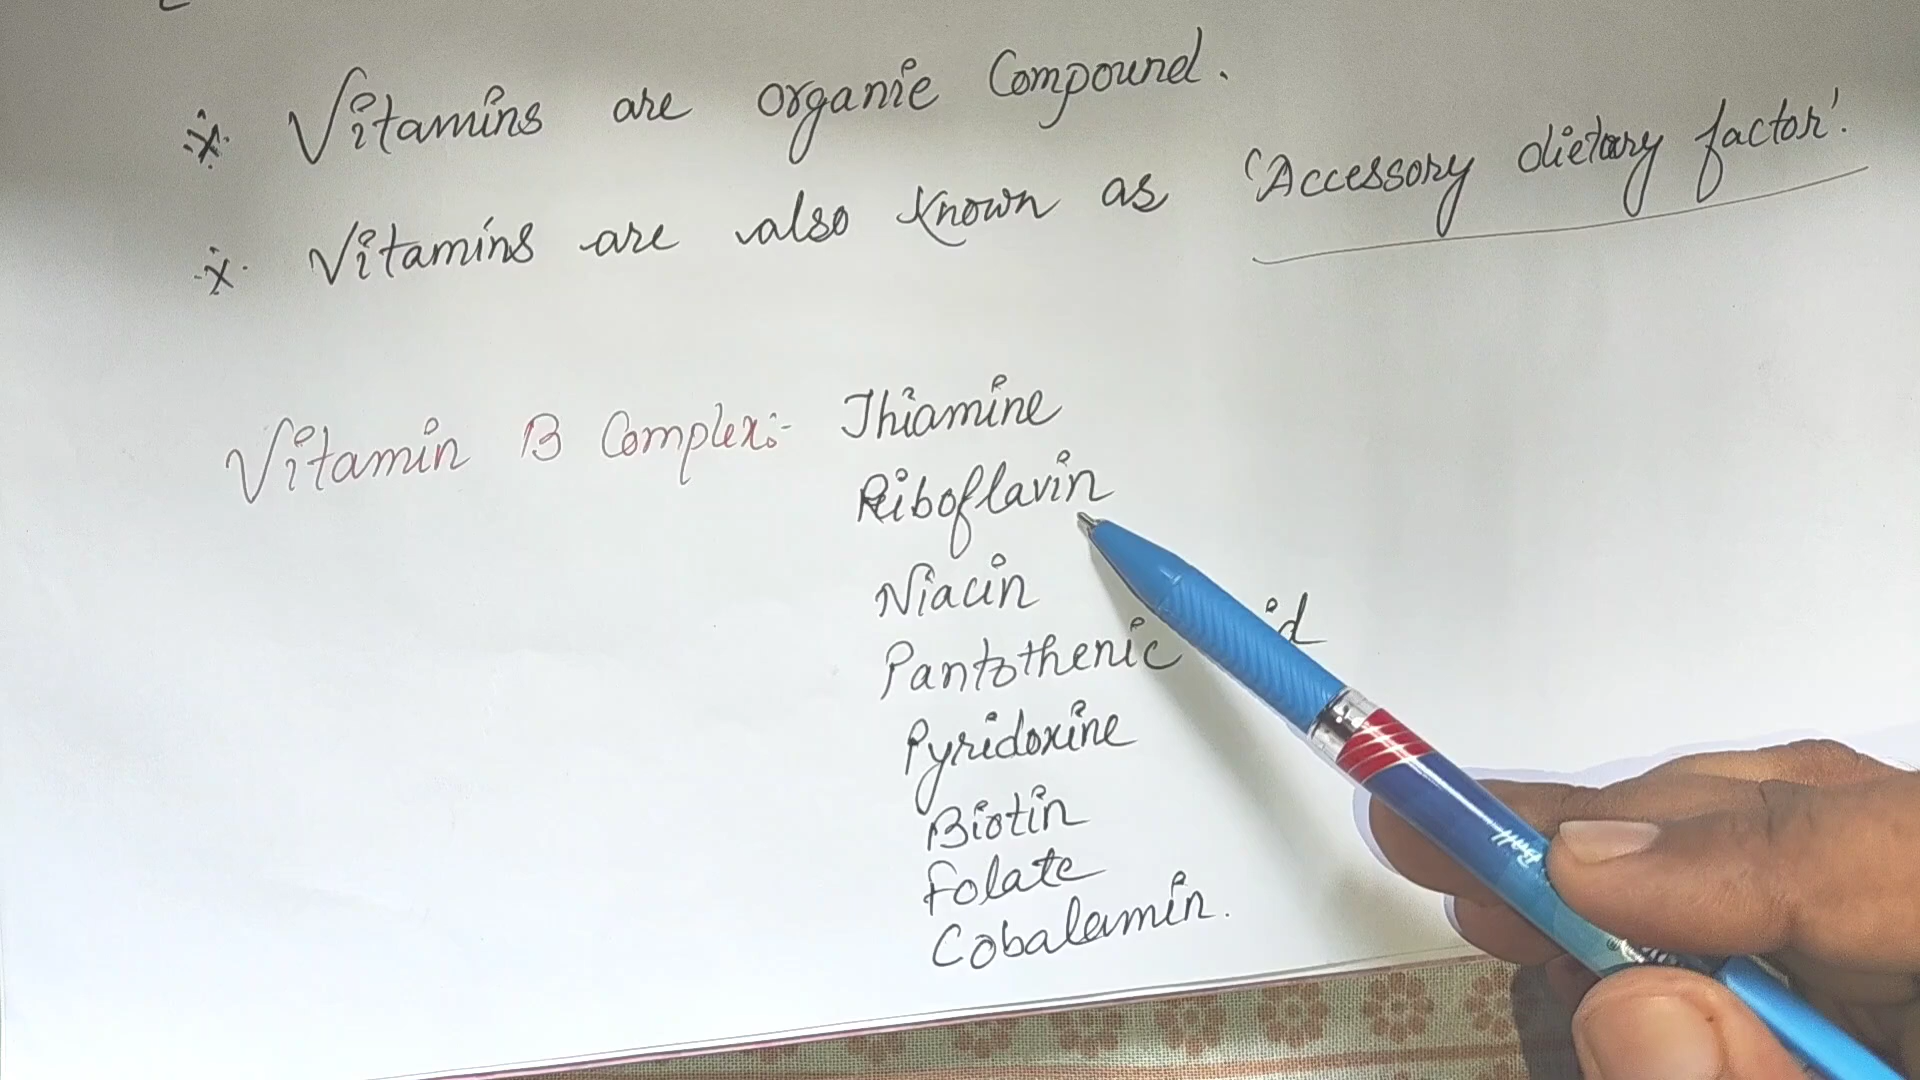 Vitamins are organic Compound.
Vitamins are also known as 'Accessory dietary factor'.
Vitamin B Complex:- Thiamine
Riboflavin
Niacin
Pantothenic id
Pyridoxine
Biotin
Folate
Cobalamin.